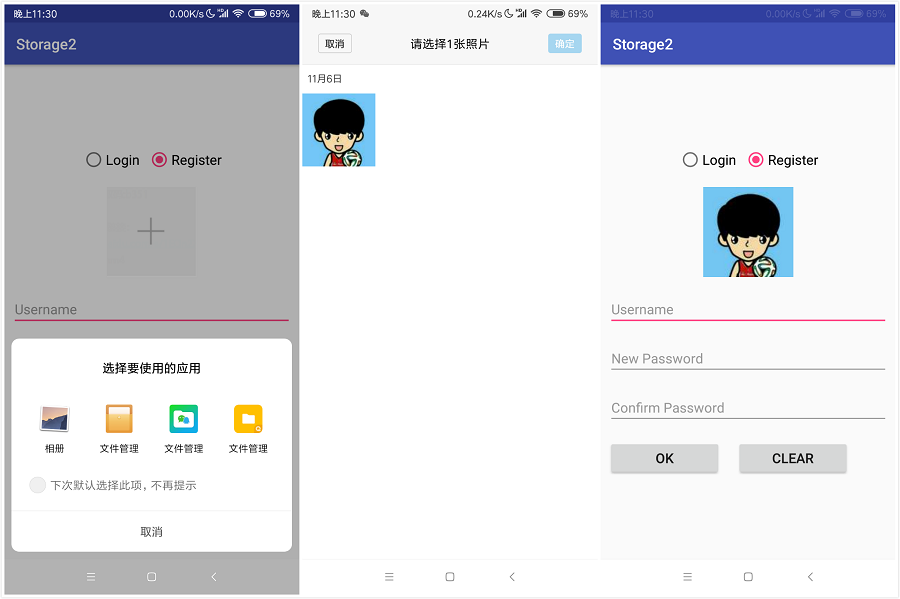 晚上11:30 0.00K/s 69%
Storage2
Login Register
Username
选择要使用的应用
相册 文件管理 文件管理 文件管理
下次默认选择此项，不再提示
取消
晚上11:30 0.24K/s 69%
取消 请选择1张照片 确定
11月6日
晚上11:30 0.00K/s 69%
Storage2
Login Register
Username
New Password
Confirm Password
OK CLEAR